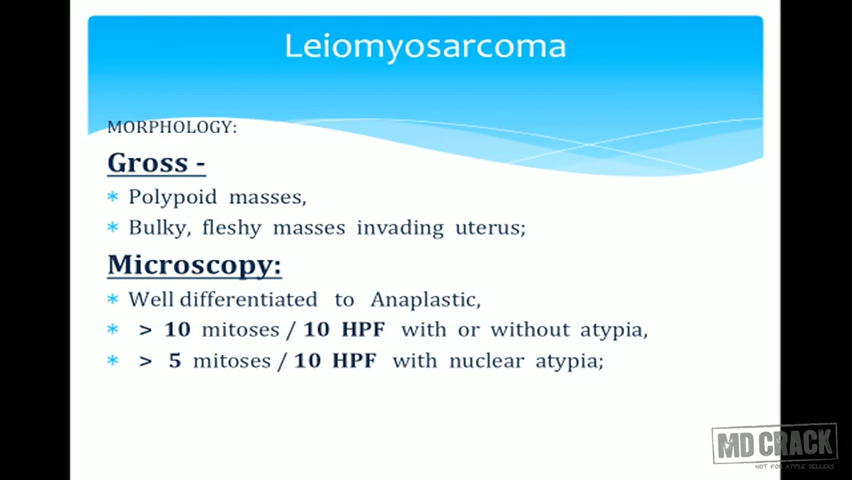 Leiomyosarcoma
MORPHOLOGY:
Gross -
* Polypoid masses,
* Bulky, fleshy masses invading uterus;
Microscopy:
* Well differentiated to Anaplastic,
* > 10 mitoses / 10 HPF with or without atypia,
* > 5 mitoses / 10 HPF with nuclear atypia;
MD CRACK
NOT FOR APPLE SELLERS